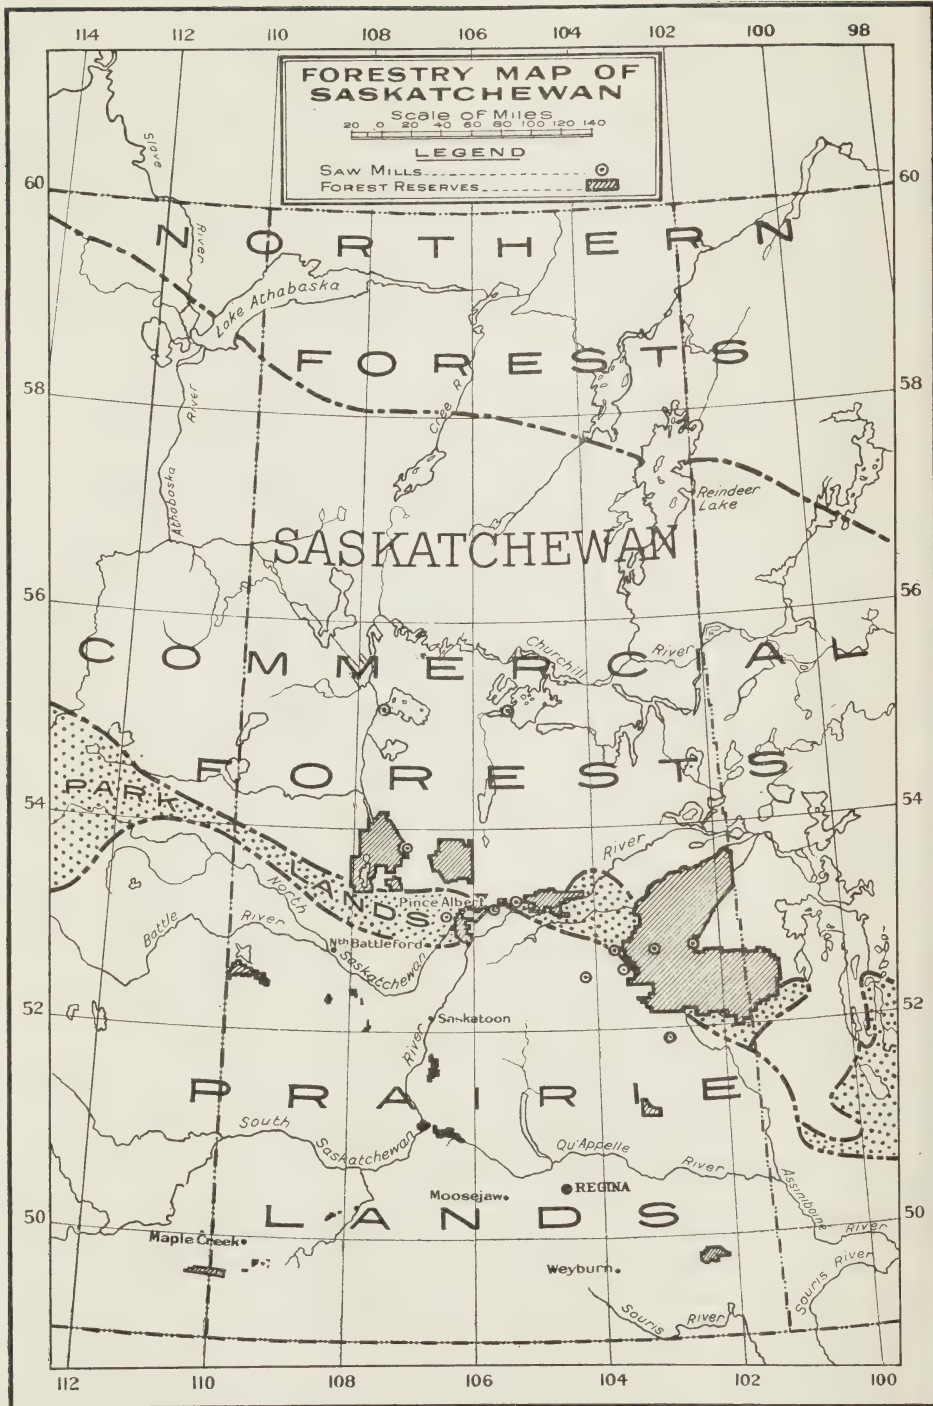 114 112 110 108 106 104 102 100 98
FORESTRY MAP OF
SASKATCHEWAN
Scale of Miles
20 0 20 40 60 80 100 120 140
LEGEND
SAW MILLS
FOREST RESERVES
60 60
Slave
River
NORTHERN
Lake Athabaska
FORESTS
58 58
Cree R
River
Athabaska
Reindeer
Lake
SASKATCHEWAN
56 56
Churchill
River
COMMERCIAL
FORESTS
54 54
PARK
LANDS
River
Pince Albert
North
Saskatchewan
Battle
River
Nth Battleford
52 52
Saskatoon
River
PRAIRIE
South
Saskatchewan
Qu'Appelle
River
Assiniboine
River
Moosejaw
REGINA
50 50
LANDS
Maple Creek
Weyburn
Souris
River
Souris River
112 110 108 106 104 102 100